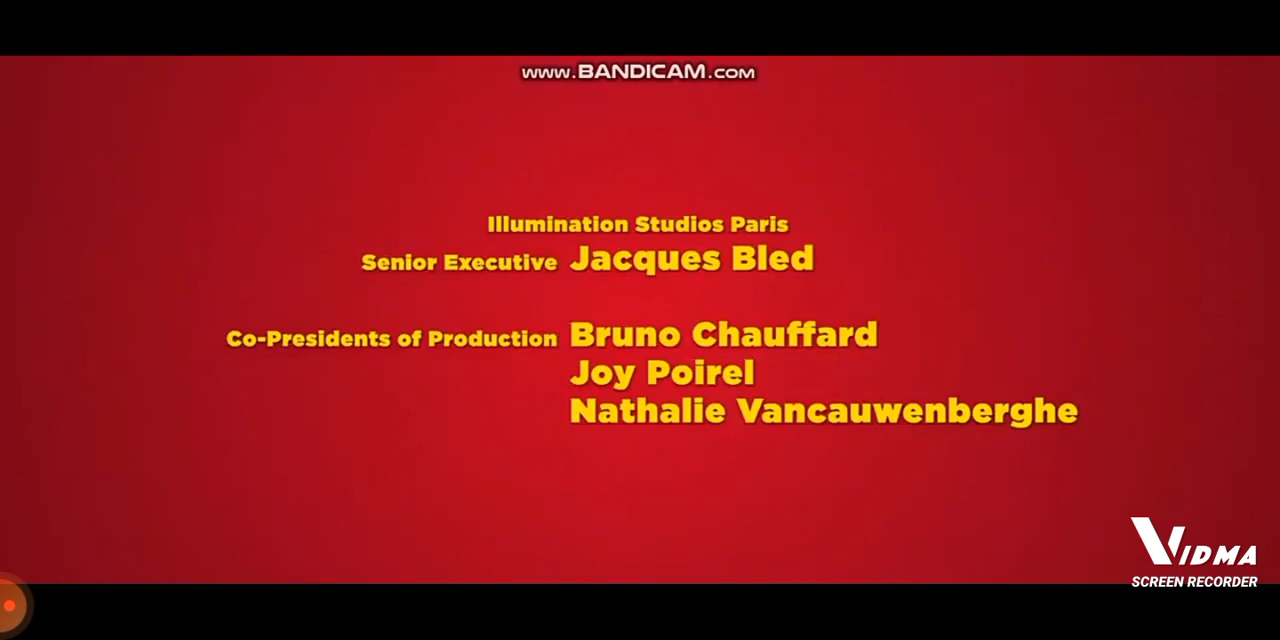 www.BANDICAM.COM
Illumination Studios Paris
Senior Executive Jacques Bled
Co-Presidents of Production Bruno Chauffard
Joy Poirel
Nathalie Vancauwenberghe
VIDMA
SCREEN RECORDER